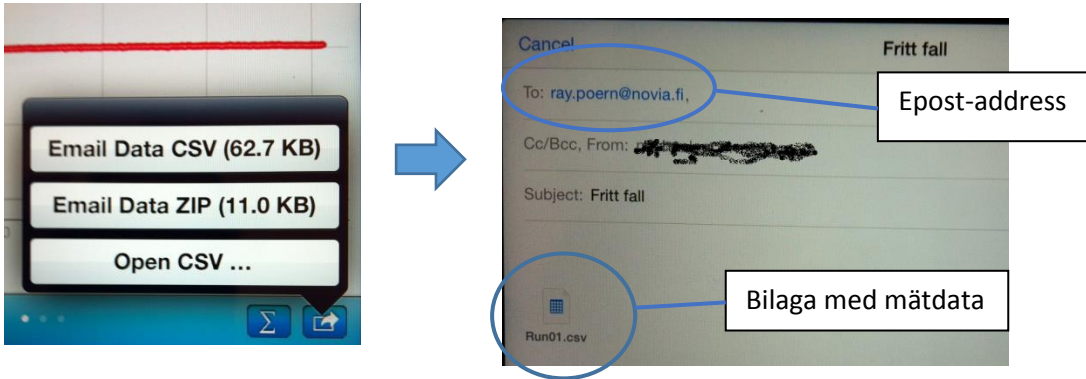 Email Data CSV (62.7 KB)
Email Data ZIP (11.0 KB)
Open CSV ...
Σ
Cancel
Fritt fall
To: ray.poern@novia.fi,
Epost-address
Cc/Bcc, From:
Subject: Fritt fall
Bilaga med mätdata
Run01.csv